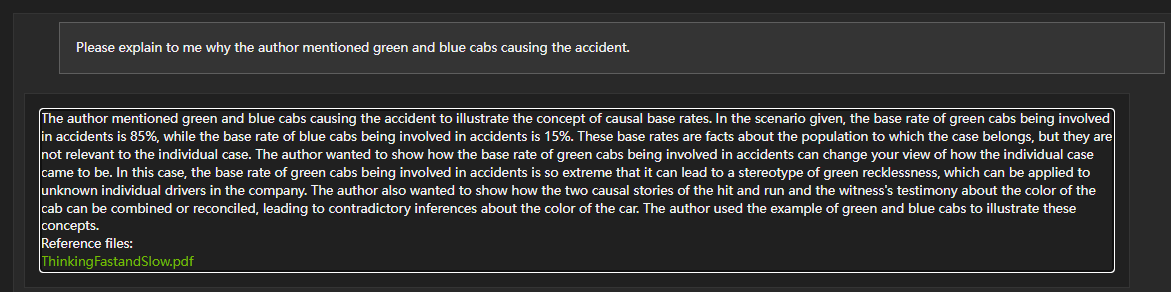 Please explain to me why the author mentioned green and blue cabs causing the accident.
The author mentioned green and blue cabs causing the accident to illustrate the concept of causal base rates. In the scenario given, the base rate of green cabs being involved
in accidents is 85%, while the base rate of blue cabs being involved in accidents is 15%. These base rates are facts about the population to which the case belongs, but they are
not relevant to the individual case. The author wanted to show how the base rate of green cabs being involved in accidents can change your view of how the individual case
came to be. In this case, the base rate of green cabs being involved in accidents is so extreme that it can lead to a stereotype of green recklessness, which can be applied to
unknown individual drivers in the company. The author also wanted to show how the two causal stories of the hit and run and the witness's testimony about the color of the
cab can be combined or reconciled, leading to contradictory inferences about the color of the car. The author used the example of green and blue cabs to illustrate these
concepts.
Reference files:
ThinkingFastandSlow.pdf